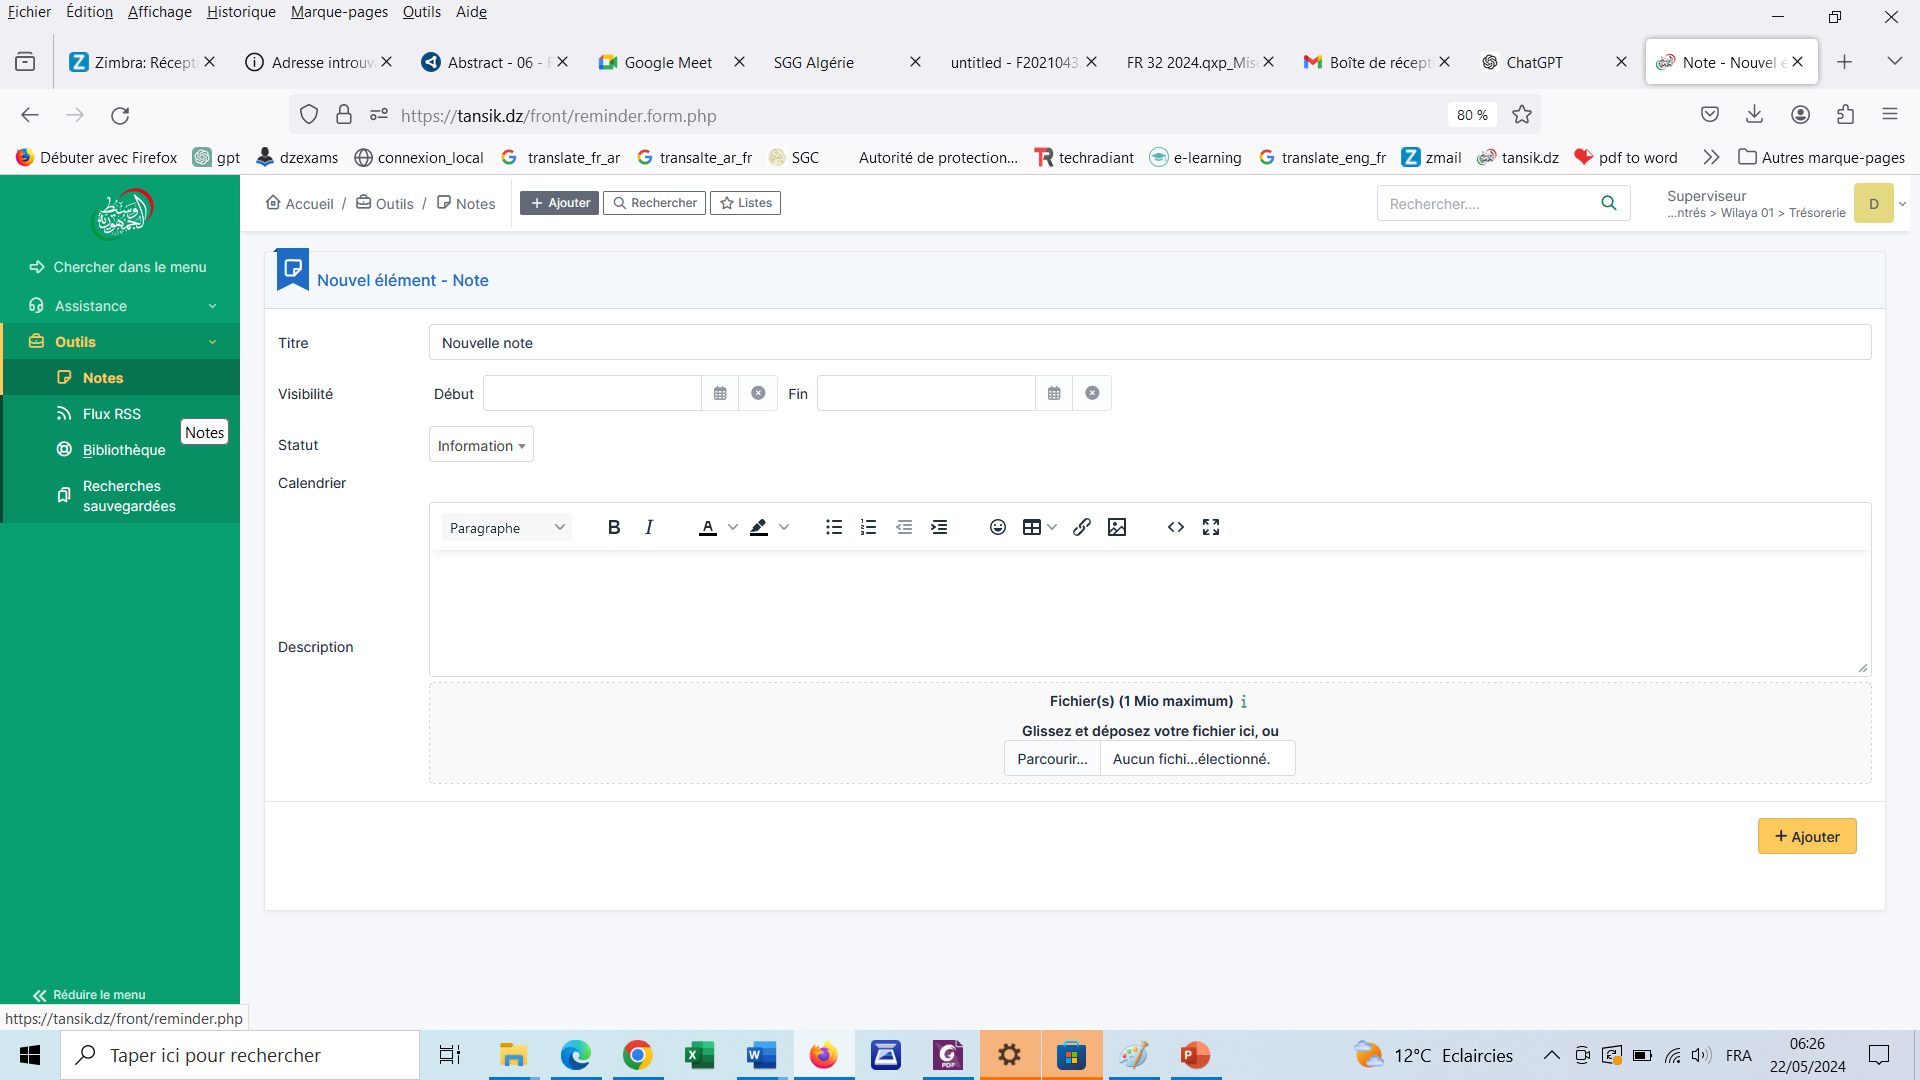 Fichier Édition Affichage Historique Marque-pages Outils Aide
Zimbra: Récepti Adresse introuva Abstract - 06 - Google Meet SGG Algérie untitled - F2021043. FR 32 2024.qxp_Mis Boîte de récepti ChatGPT Note - Nouvel é
https://tansik.dz/front/reminder.form.php 80 %
Débuter avec Firefox gpt dzexams connexion_local translate_fr_ar transalte_ar_fr SGC Autorité de protection... techradiant e-learning translate_eng_fr zmail tansik.dz pdf to word Autres marque-pages
وسيط الجمهورية
Accueil / Outils / Notes + Ajouter Rechercher Listes Rechercher.... Superviseur
...ntrés > Wilaya 01 > Trésorerie D
Chercher dans le menu
Assistance
Outils
Notes
Flux RSS
Notes
Bibliothèque
Recherches
sauvegardées
Réduire le menu
https://tansik.dz/front/reminder.php
Nouvel élément - Note
Titre Nouvelle note
Visibilité Début Fin
Statut Information
Calendrier
Paragraphe B I A
Description
Fichier(s) (1 Mio maximum) i
Glissez et déposez votre fichier ici, ou
Parcourir... Aucun fichi...électionné.
+ Ajouter
Taper ici pour rechercher 12°C Eclaircies FRA 06:26
22/05/2024